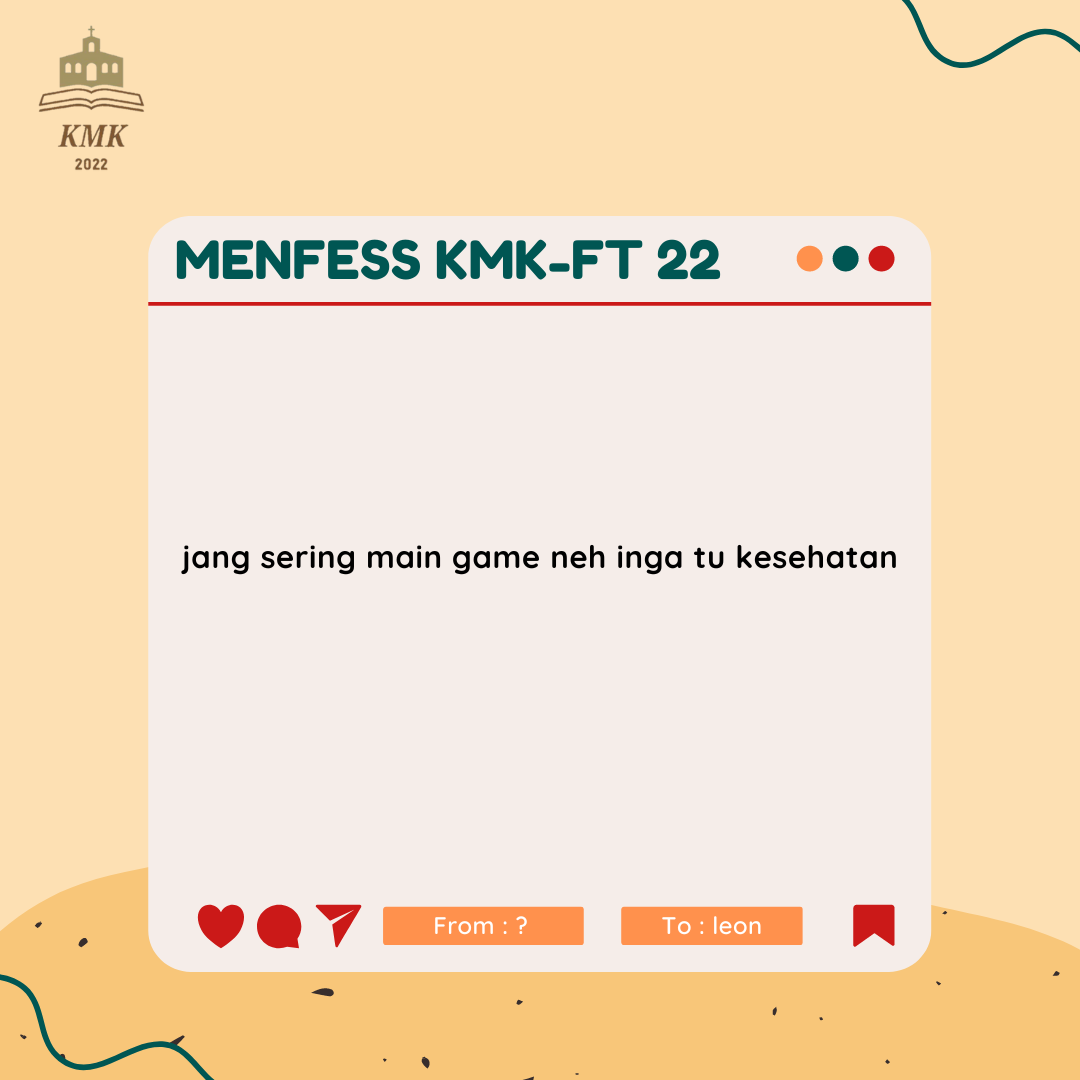 KMK
2022
MENFESS KMK-FT 22
jang sering main game neh inga tu kesehatan
From : ?
To : leon